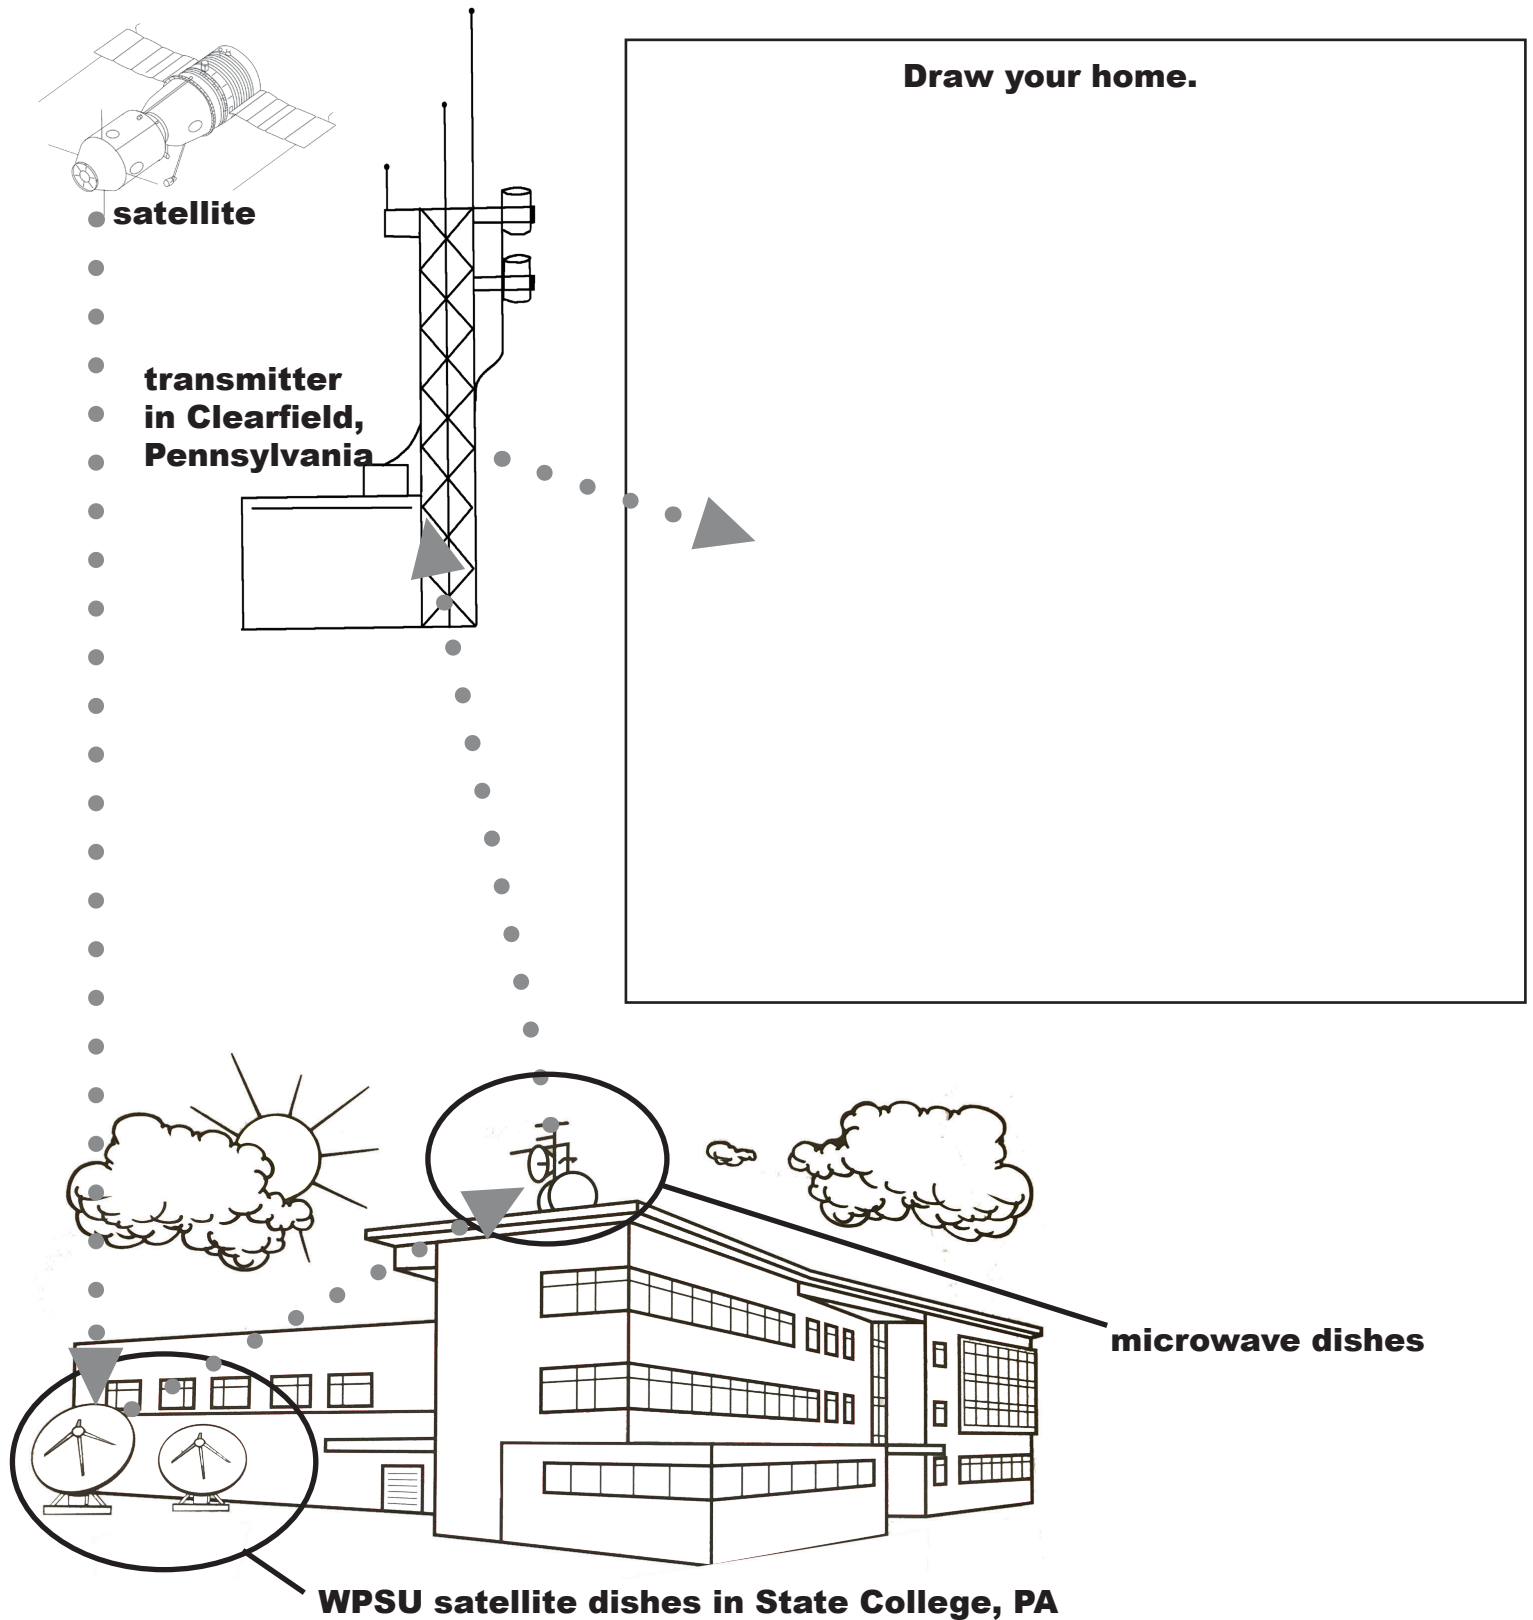 Draw your home.
satellite
transmitter
in Clearfield,
Pennsylvania
microwave dishes
WPSU satellite dishes in State College, PA